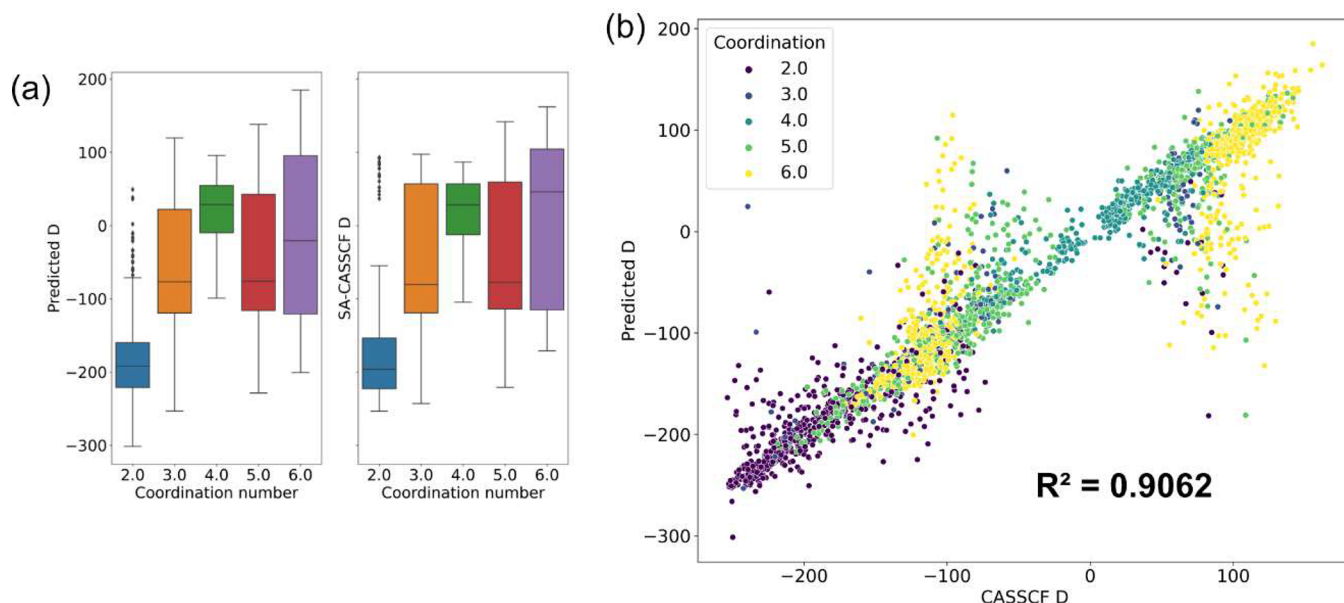 (a)
Predicted D
200
100
0
−100
−200
−300
2.0 3.0 4.0 5.0 6.0
Coordination number
SA-CASSCF D
2.0 3.0 4.0 5.0 6.0
Coordination number
(b)
Predicted D
200
100
0
−100
−200
−300
Coordination
2.0
3.0
4.0
5.0
6.0
R² = 0.9062
−200 −100 0 100
CASSCF D